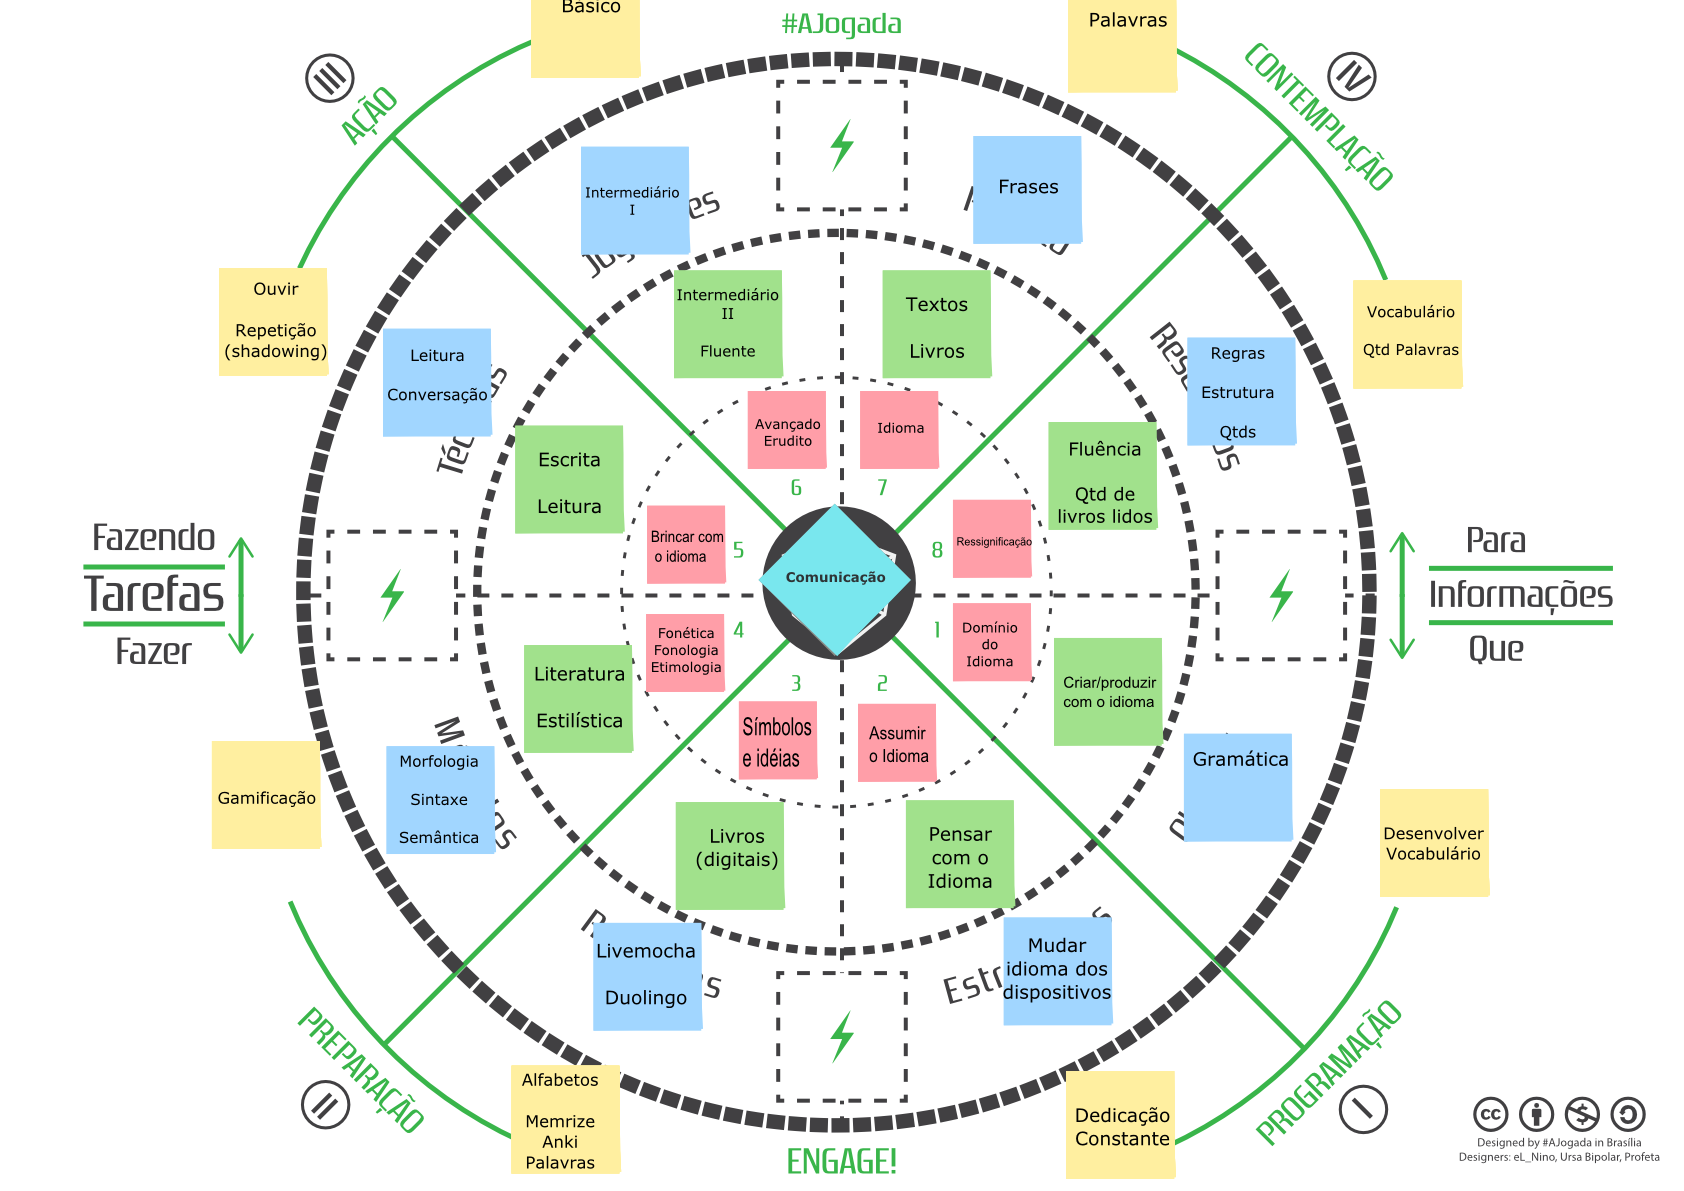 Básico
#AJogada
Palavras
III
AÇÃO
IV
CONTEMPLAÇÃO
Intermediário
I
Frases
Ouvir
Repetição
(shadowing)
Intermediário
II
Fluente
Textos
Livros
Vocabulário
Qtd Palavras
Leitura
Conversação
Regras
Estrutura
Qtds
Avançado
Erudito
Idioma
Escrita
Leitura
Fluência
Qtd de
livros lidos
6
7
Brincar com
o idioma
5
8
Ressignificação
Fazendo
Tarefas
Fazer
Comunicação
Para
Informações
Que
Fonética
Fonologia
Etimologia
4
1
Domínio
do
Idioma
Literatura
Estilística
3
2
Criar/produzir
com o idioma
Símbolos
e idéias
Assumir
o Idioma
Morfologia
Sintaxe
Semântica
Gramática
Gamificação
Livros
(digitais)
Pensar
com o
Idioma
Desenvolver
Vocabulário
Livemocha
Duolingo
Mudar
idioma dos
dispositivos
PREPARAÇÃO
II
Alfabetos
Memrize
Anki
Palavras
Dedicação
Constante
PROGRAMAÇÃO
I
ENGAGE!
cc
Designed by #AJogada in Brasília
Designers: eL_Nino, Ursa Bipolar, Profeta